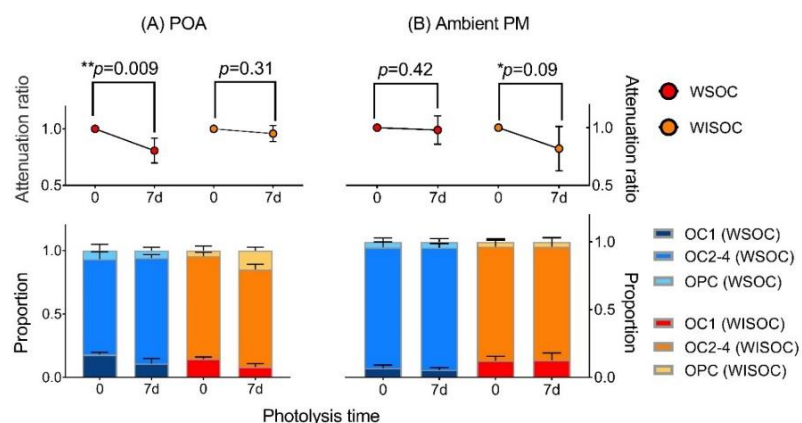 (A) POA
(B) Ambient PM
**p=0.009
p=0.31
p=0.42
*p=0.09
Attenuation ratio
1.0
0.5
0
7d
0
7d
0
7d
0
7d
Attenuation ratio
1.0
0.5
WSOC
WISOC
Proportion
1.0
0.5
0.0
0
7d
0
7d
0
7d
0
7d
Proportion
1.0
0.5
0.0
OC1 (WSOC)
OC2-4 (WSOC)
OPC (WSOC)
OC1 (WISOC)
OC2-4 (WISOC)
OPC (WISOC)
Photolysis time